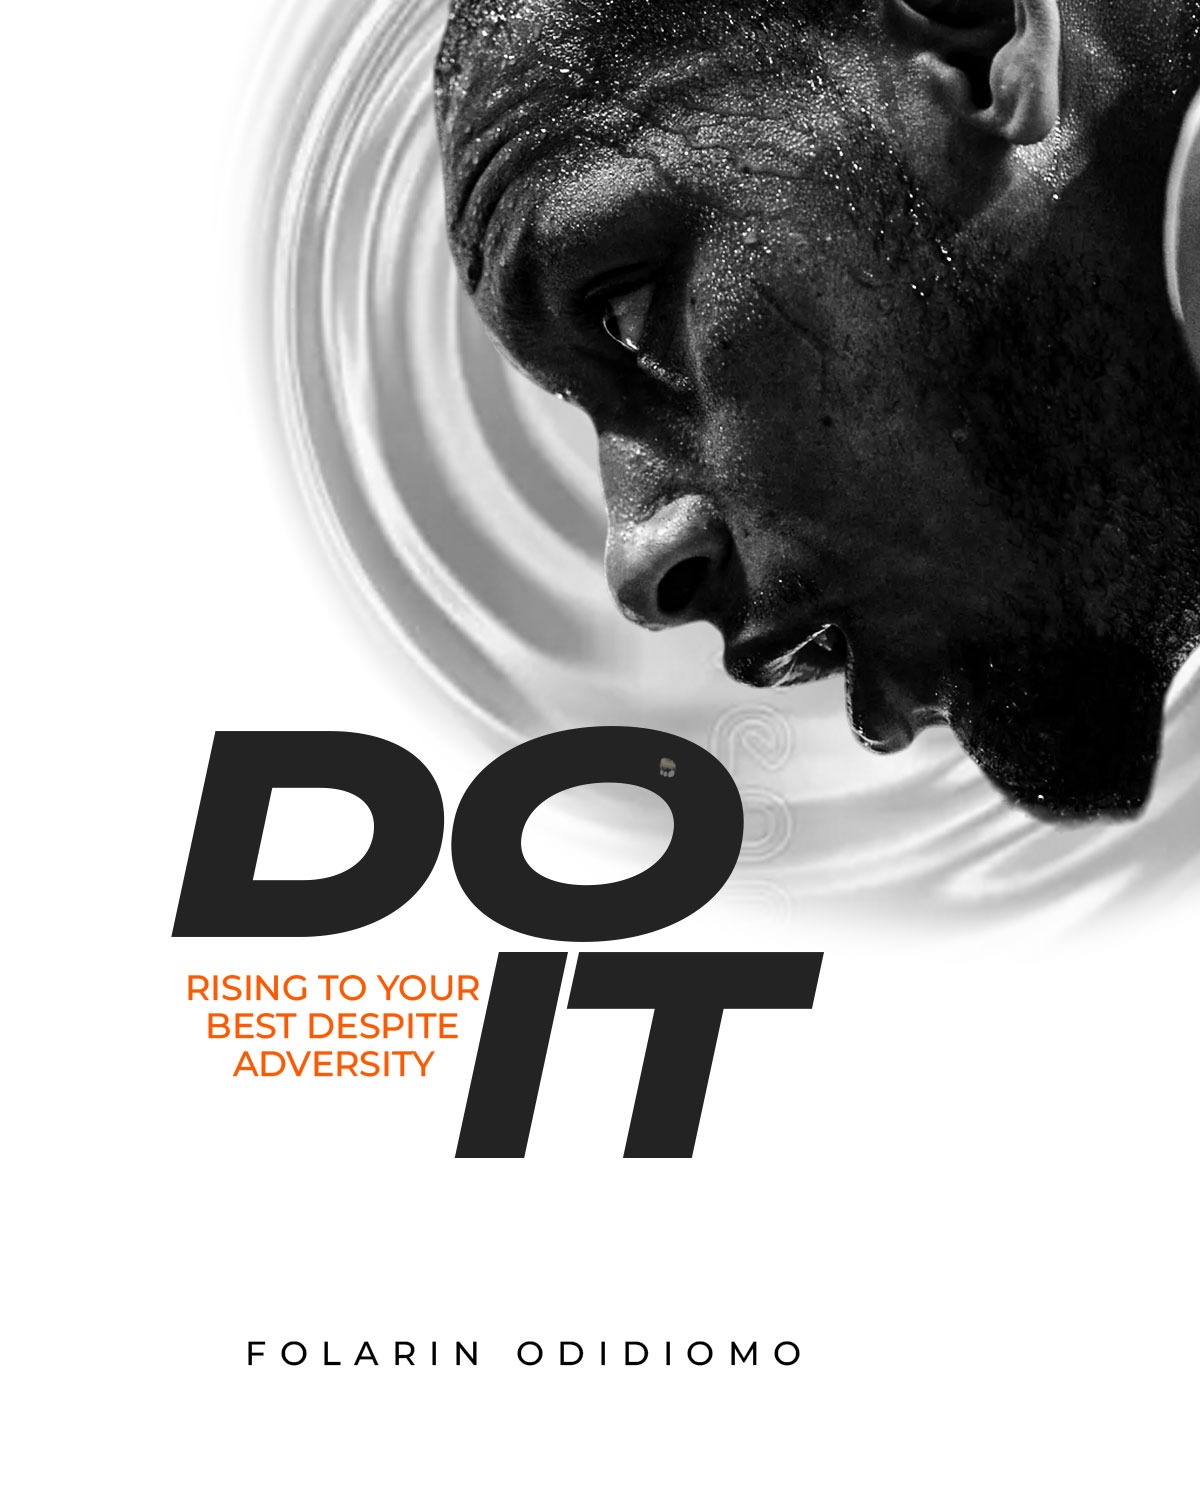 DO
IT
RISING TO YOUR
BEST DESPITE
ADVERSITY
FOLARIN ODIDIOMO